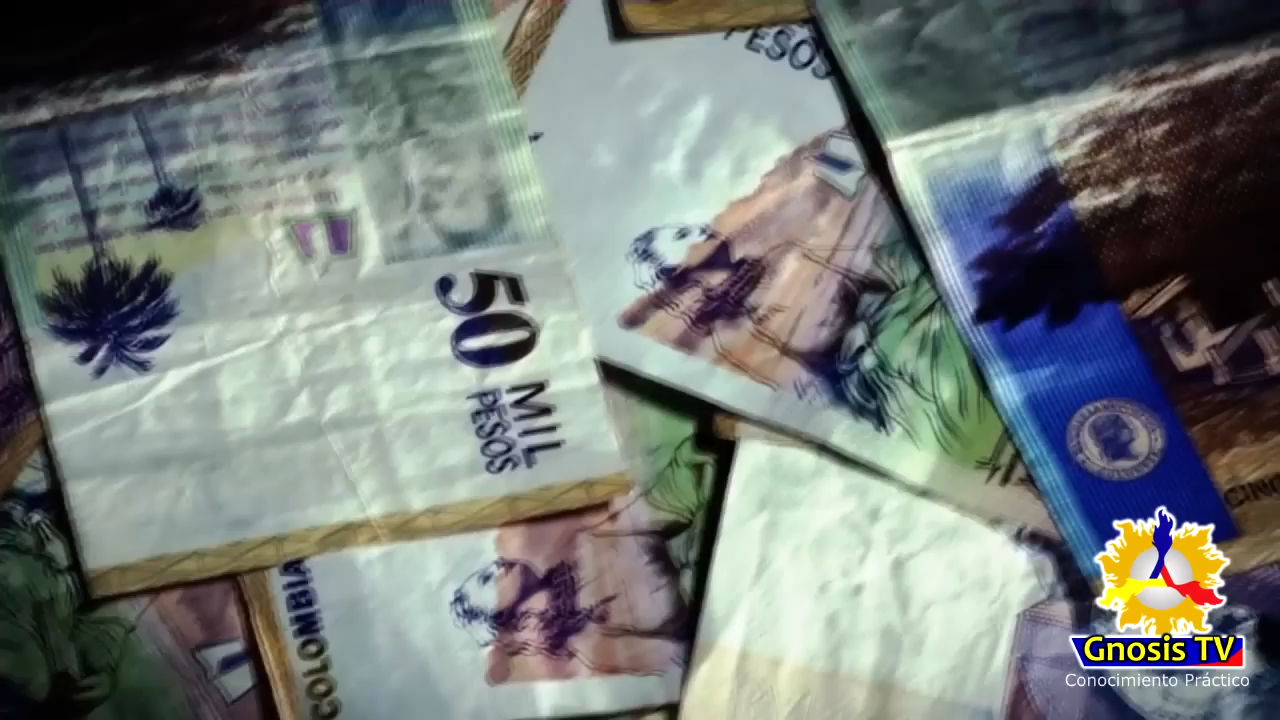 PESOS
50
MIL
PESOS
COLOMBIA
Gnosis TV
Conocimiento Práctico